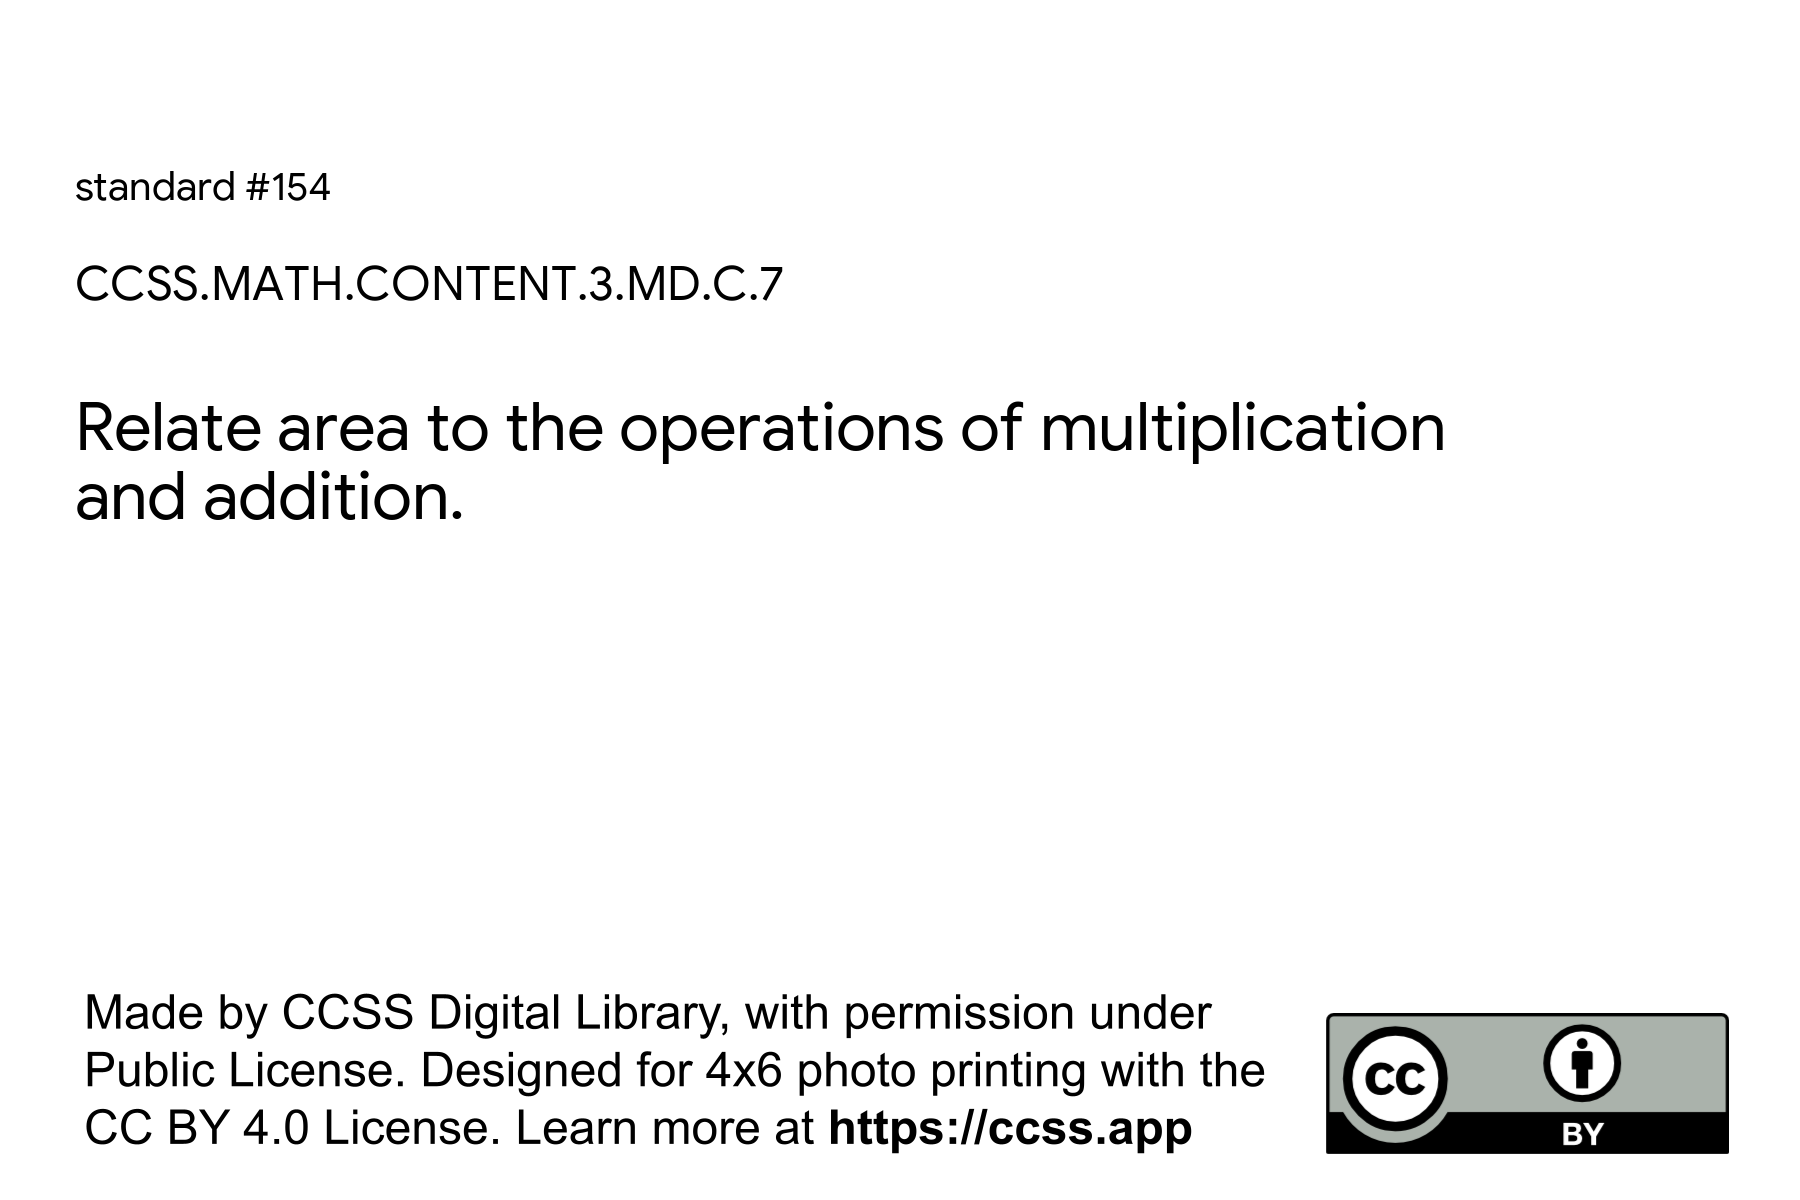 standard #154
CCSS.MATH.CONTENT.3.MD.C.7
Relate area to the operations of multiplication
and addition.
Made by CCSS Digital Library, with permission under
Public License. Designed for 4x6 photo printing with the
CC BY 4.0 License. Learn more at https://ccss.app
CC
BY